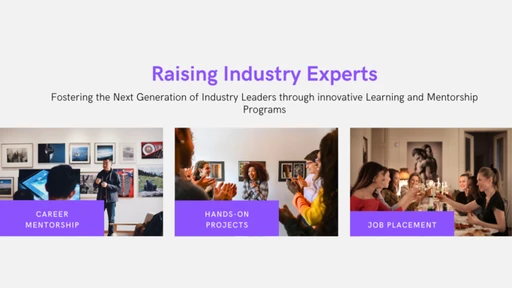 Raising Industry Experts
Fostering the Next Generation of Industry Leaders through innovative Learning and Mentorship
Programs
CAREER
MENTORSHIP
HANDS-ON
PROJECTS
JOB PLACEMENT